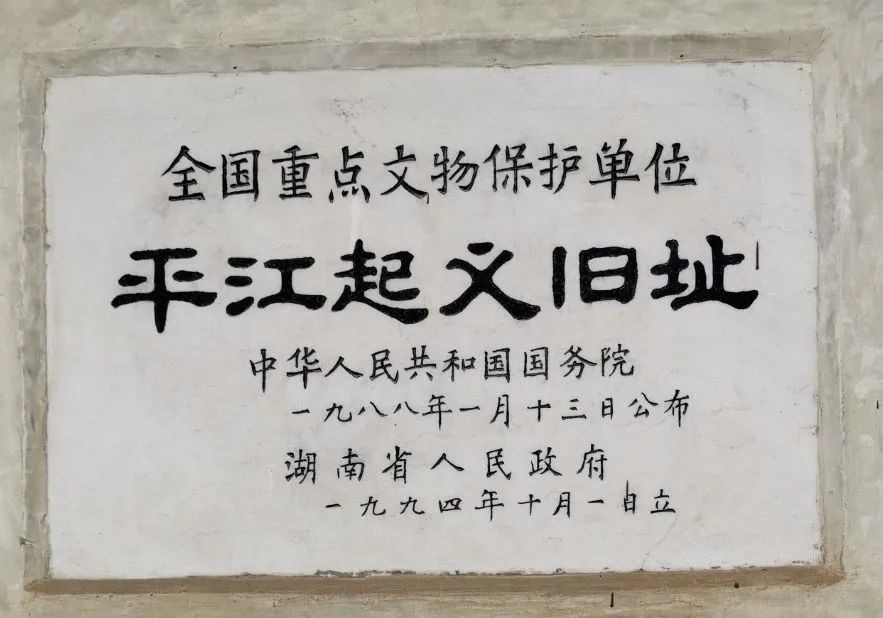 全国重点文物保护单位
平江起义旧址
中华人民共和国国务院
一九八八年一月十三日公布
湖南省人民政府
一九九四年十月一日立